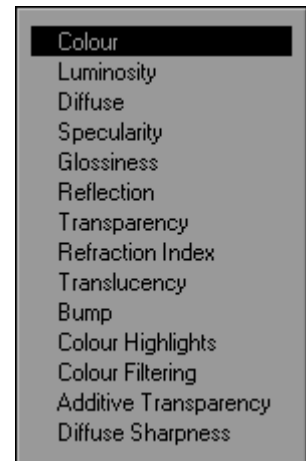 Colour
Luminosity
Diffuse
Specularity
Glossiness
Reflection
Transparency
Refraction Index
Translucency
Bump
Colour Highlights
Colour Filtering
Additive Transparency
Diffuse Sharpness